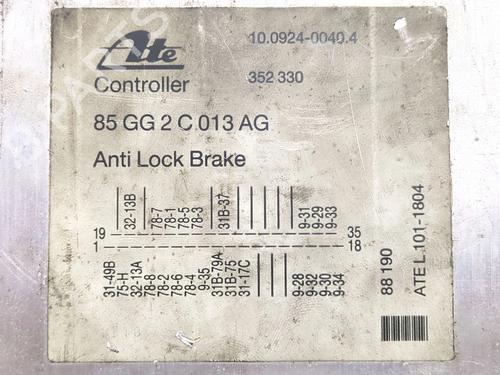 Ate
10.0924-0040.4
Controller
352 330
85 GG 2 C 013 AG
Anti Lock Brake
32-13B 78-7 78-1 78-5 78-3 31B-37 9-31 9-29 9-33
19 35
1 18
31-49B 75-H 32-13A 78-8 78-2 78-6 78-4 9-35 31B-79A 31B-75 31-17C 9-28 9-32 9-30 9-34
88 190
ATE L 101-1804